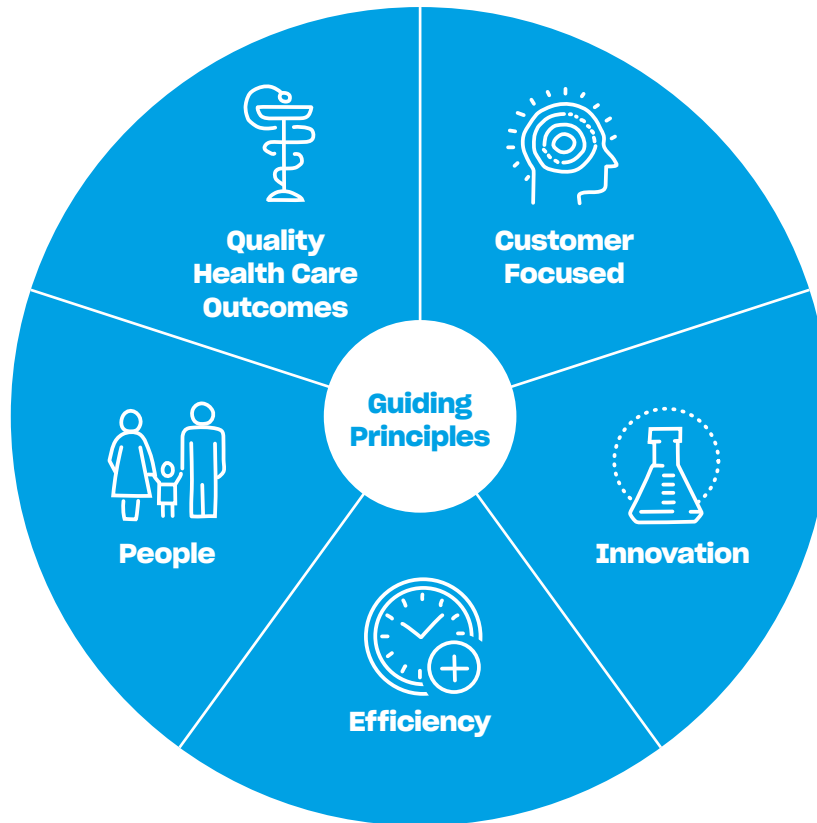 Quality
Health Care
Outcomes
Customer
Focused
Guiding
Principles
People
Innovation
Efficiency